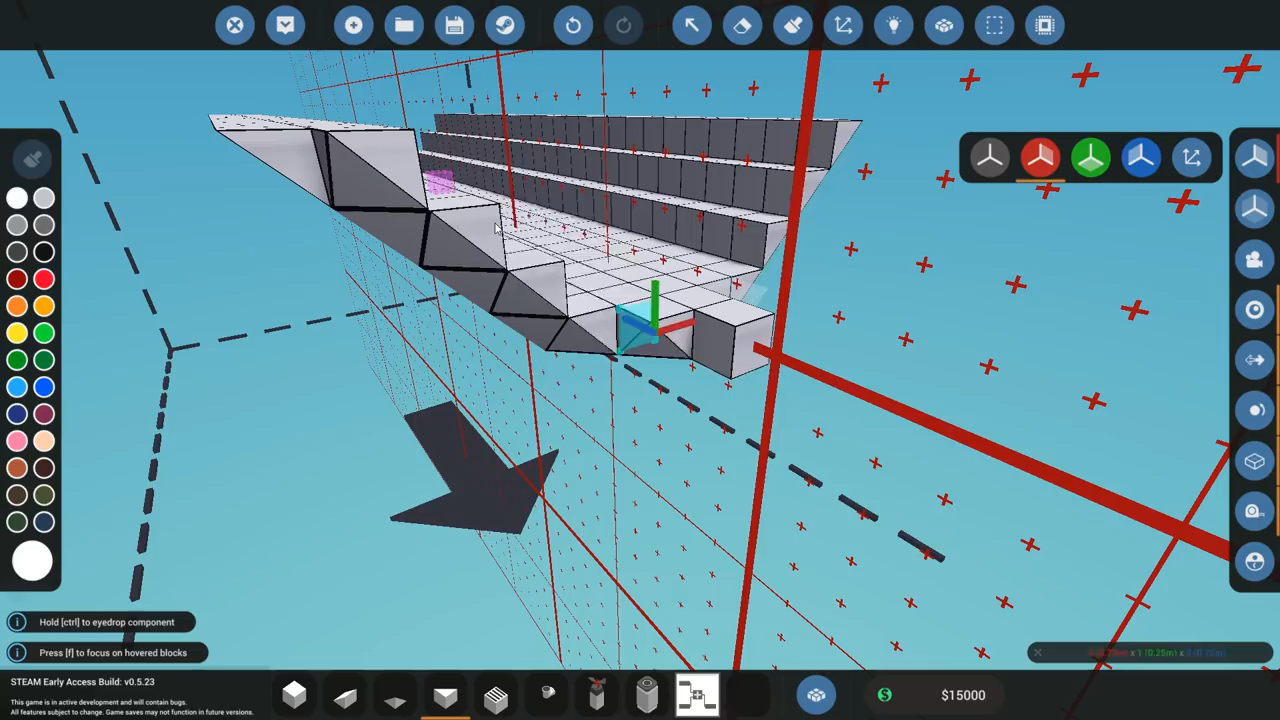 Hold [ctrl] to eyedrop component
Press [f] to focus on hovered blocks
STEAM Early Access Build: v0.5.23
This game is in active development and will contain bugs.
All features subject to change. Game saves may not function in future versions.
$ $15000